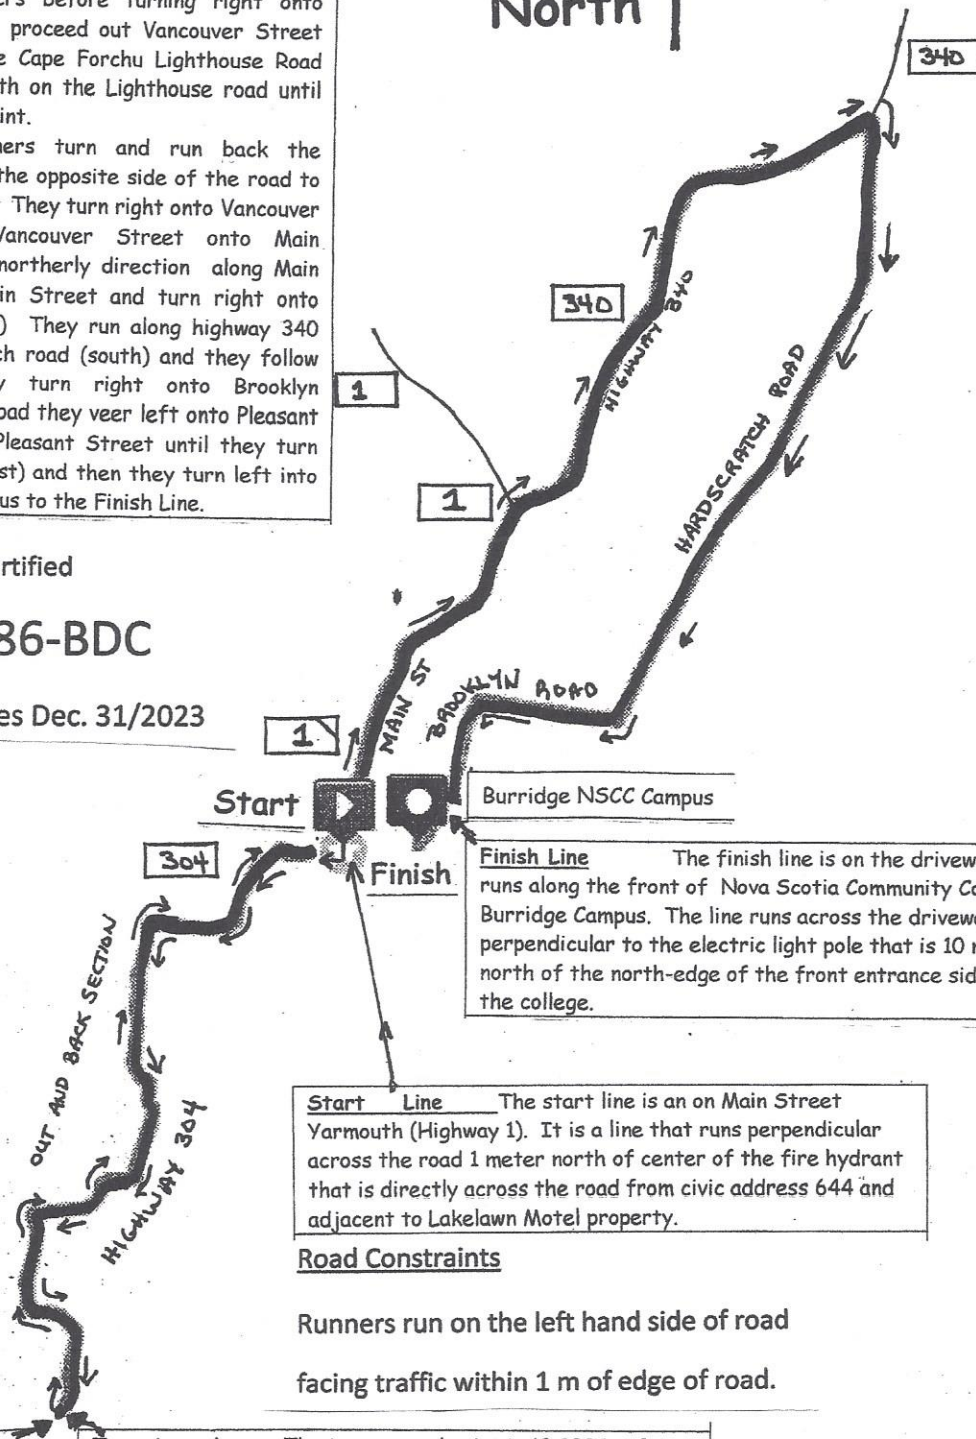 before turning right onto
proceed out Vancouver Street
Cape Forchu Lighthouse Road
th on the Lighthouse road until
int.
ners turn and run back the
the opposite side of the road to
They turn right onto Vancouver
Vancouver Street onto Main
northerly direction along Main
in Street and turn right onto
) They run along highway 340
ch road (south) and they follow
y turn right onto Brooklyn
oad they veer left onto Pleasant
Pleasant Street until they turn
st) and then they turn left into
us to the Finish Line.
North
340
340
HIGHWAY 340
1
1
HARDSCRATCH ROAD
rtified
86-BDC
es Dec. 31/2023
MAIN ST
BROOKLYN ROAD
1
Start
Finish
Burridge NSCC Campus
304
Finish Line The finish line is on the drivew
runs along the front of Nova Scotia Community Co
Burridge Campus. The line runs across the drivewa
perpendicular to the electric light pole that is 10 m
north of the north-edge of the front entrance sid
the college.
OUT AND BACK SECTION
HIGHWAY 304
Start Line The start line is an on Main Street
Yarmouth (Highway 1). It is a line that runs perpendicular
across the road 1 meter north of center of the fire hydrant
that is directly across the road from civic address 644 and
adjacent to Lakelawn Motel property.
Road Constraints
Runners run on the left hand side of road
facing traffic within 1 m of edge of road.